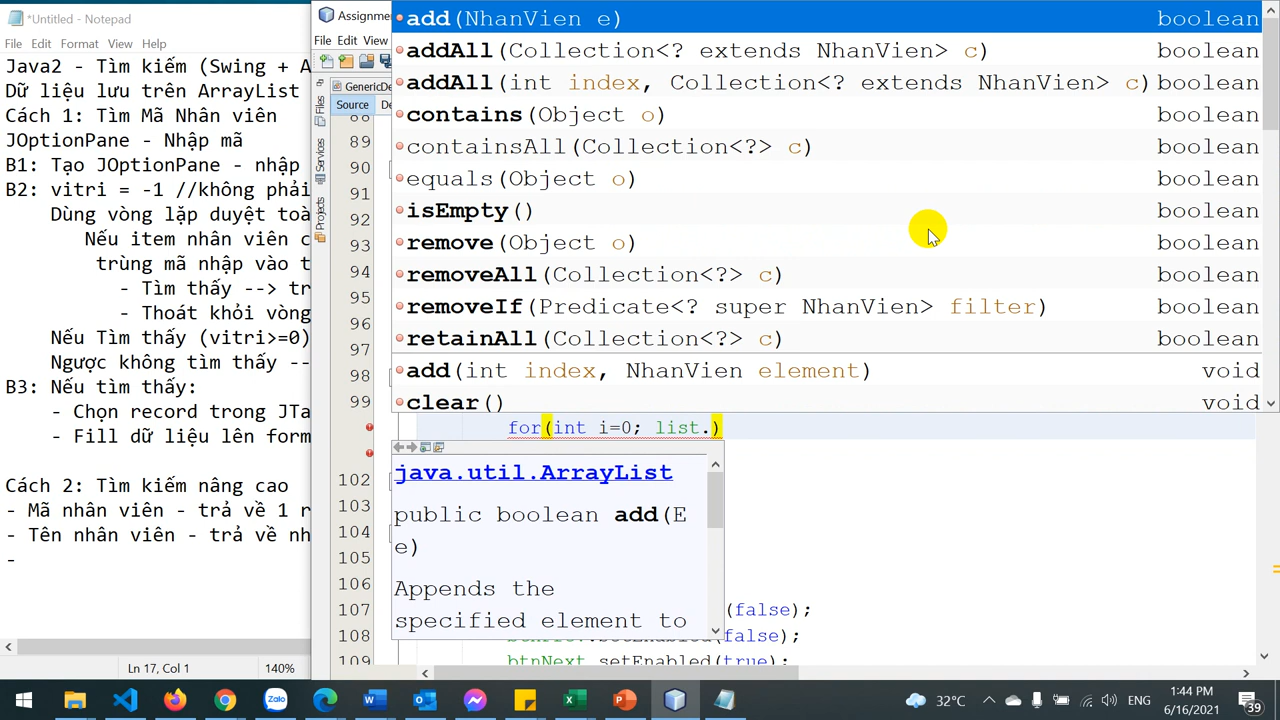 *Untitled - Notepad
File Edit Format View Help
Java2 - Tìm kiếm (Swing + A
Dữ liệu lưu trên ArrayList
Cách 1: Tìm Mã Nhân viên
JOptionPane - Nhập mã
B1: Tạo JOptionPane - nhập
B2: vitri = -1 //không phải
Dùng vòng lặp duyệt toà
Nếu item nhân viên c
trùng mã nhập vào t
- Tìm thấy --> tr
- Thoát khỏi vòng
Nếu Tìm thấy (vitri>=0)
Ngược không tìm thấy --
B3: Nếu tìm thấy:
- Chọn record trong JTa
- Fill dữ liệu lên form
Cách 2: Tìm kiếm nâng cao
- Mã nhân viên - trả về 1 r
- Tên nhân viên - trả về nh
-
Ln 17, Col 1 140%
Assignme
File Edit View
GenericDe
Source De
Files
Services
Projects
88
89
90
91
92
93
94
95
96
97
98
99
add(NhanVien e) boolean
addAll(Collection<? extends NhanVien> c) boolean
addAll(int index, Collection<? extends NhanVien> c) boolean
contains(Object o) boolean
containsAll(Collection<?> c) boolean
equals(Object o) boolean
isEmpty() boolean
remove(Object o) boolean
removeAll(Collection<?> c) boolean
removeIf(Predicate<? super NhanVien> filter) boolean
retainAll(Collection<?> c) boolean
add(int index, NhanVien element) void
clear() void
for(int i=0; list.)
java.util.ArrayList
public boolean add(E
e)
Appends the
specified element to
102
103
104
105
106
107 (false);
108 .setEnabled(false);
109 btnNext.setEnabled(true);
Zalo
32°C
ENG
1:44 PM
6/16/2021
39